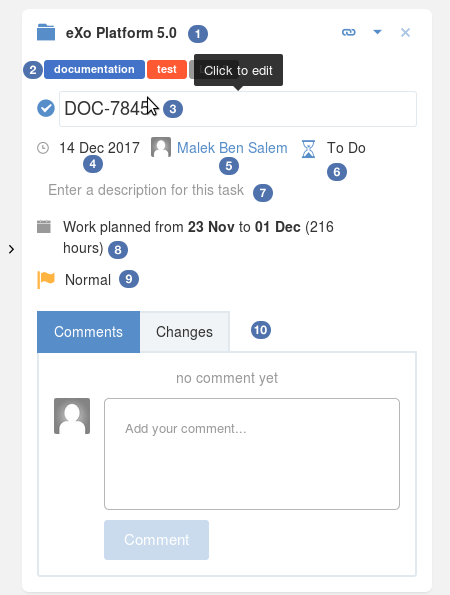 eXo Platform 5.0 1
2 documentation test
Click to edit
DOC-7845 3
14 Dec 2017 Malek Ben Salem To Do
4 5 6
Enter a description for this task 7
Work planned from 23 Nov to 01 Dec (216
hours) 8
Normal 9
Comments Changes 10
no comment yet
Add your comment...
Comment